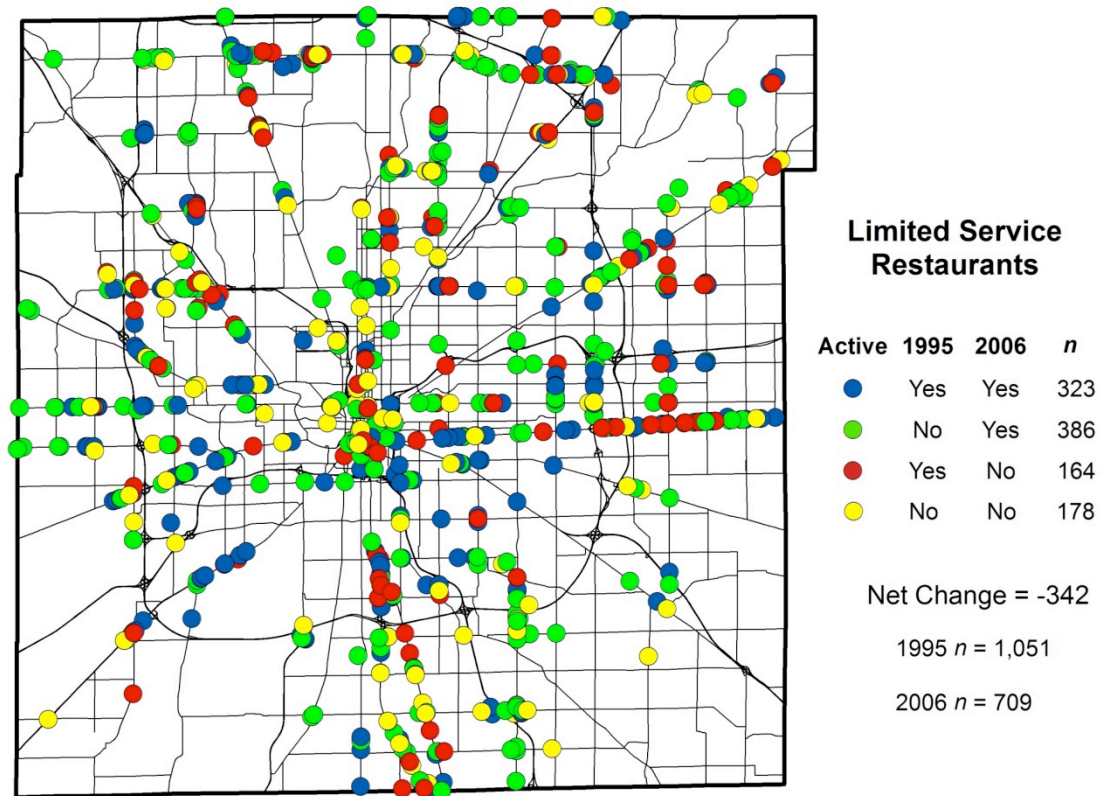 Limited Service
Restaurants
Active 1995 2006 n
Yes Yes 323
No Yes 386
Yes No 164
No No 178
Net Change = -342
1995 n = 1,051
2006 n = 709